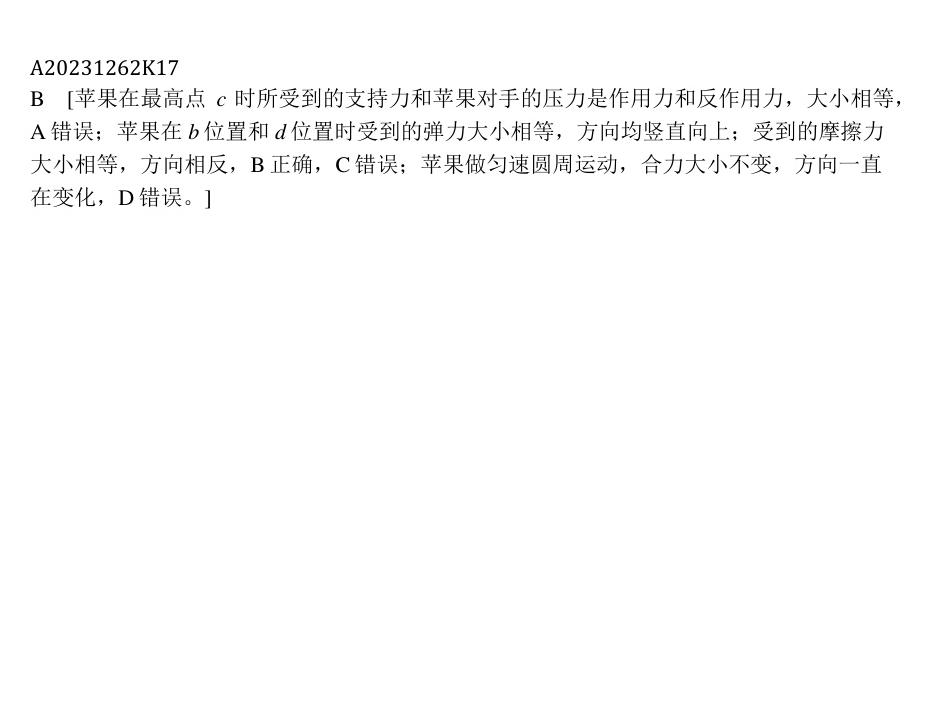 A20231262K17
B [苹果在最高点 c 时所受到的支持力和苹果对手的压力是作用力和反作用力，大小相等，
A 错误；苹果在 b 位置和 d 位置时受到的弹力大小相等，方向均竖直向上；受到的摩擦力
大小相等，方向相反，B 正确，C 错误；苹果做匀速圆周运动，合力大小不变，方向一直
在变化，D 错误。]